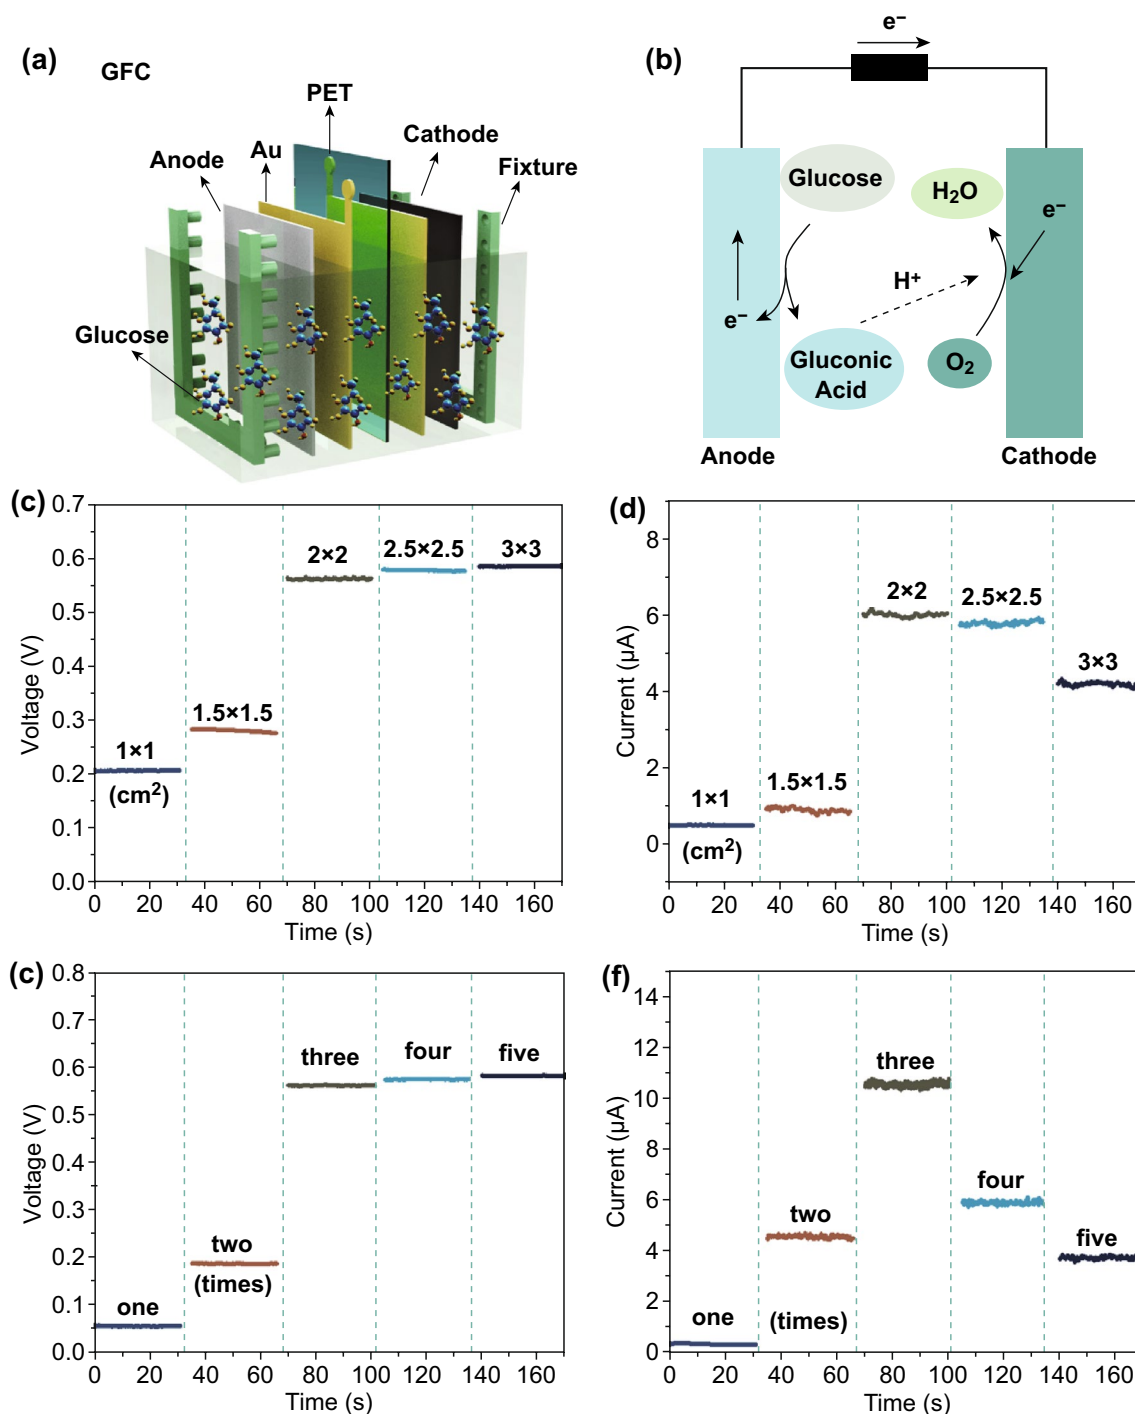 (a)
GFC
PET
Cathode
Au
Anode
Fixture
Glucose
(b)
e⁻
Glucose
H₂O
e⁻
H⁺
e⁻
Gluconic
Acid
O₂
Anode
Cathode
(c)
Voltage (V)
0.7
0.6
0.5
0.4
0.3
0.2
0.1
0.0
1×1
(cm²)
1.5×1.5
2×2
2.5×2.5
3×3
0 20 40 60 80 100 120 140 160
Time (s)
(d)
Current (μA)
8
6
4
2
0
1×1
(cm²)
1.5×1.5
2×2
2.5×2.5
3×3
0 20 40 60 80 100 120 140 160
Time (s)
(c)
Voltage (V)
0.8
0.7
0.6
0.5
0.4
0.3
0.2
0.1
0.0
one
two
(times)
three
four
five
0 20 40 60 80 100 120 140 160
Time (s)
(f)
Current (μA)
14
12
10
8
6
4
2
0
one
two
(times)
three
four
five
0 20 40 60 80 100 120 140 160
Time (s)